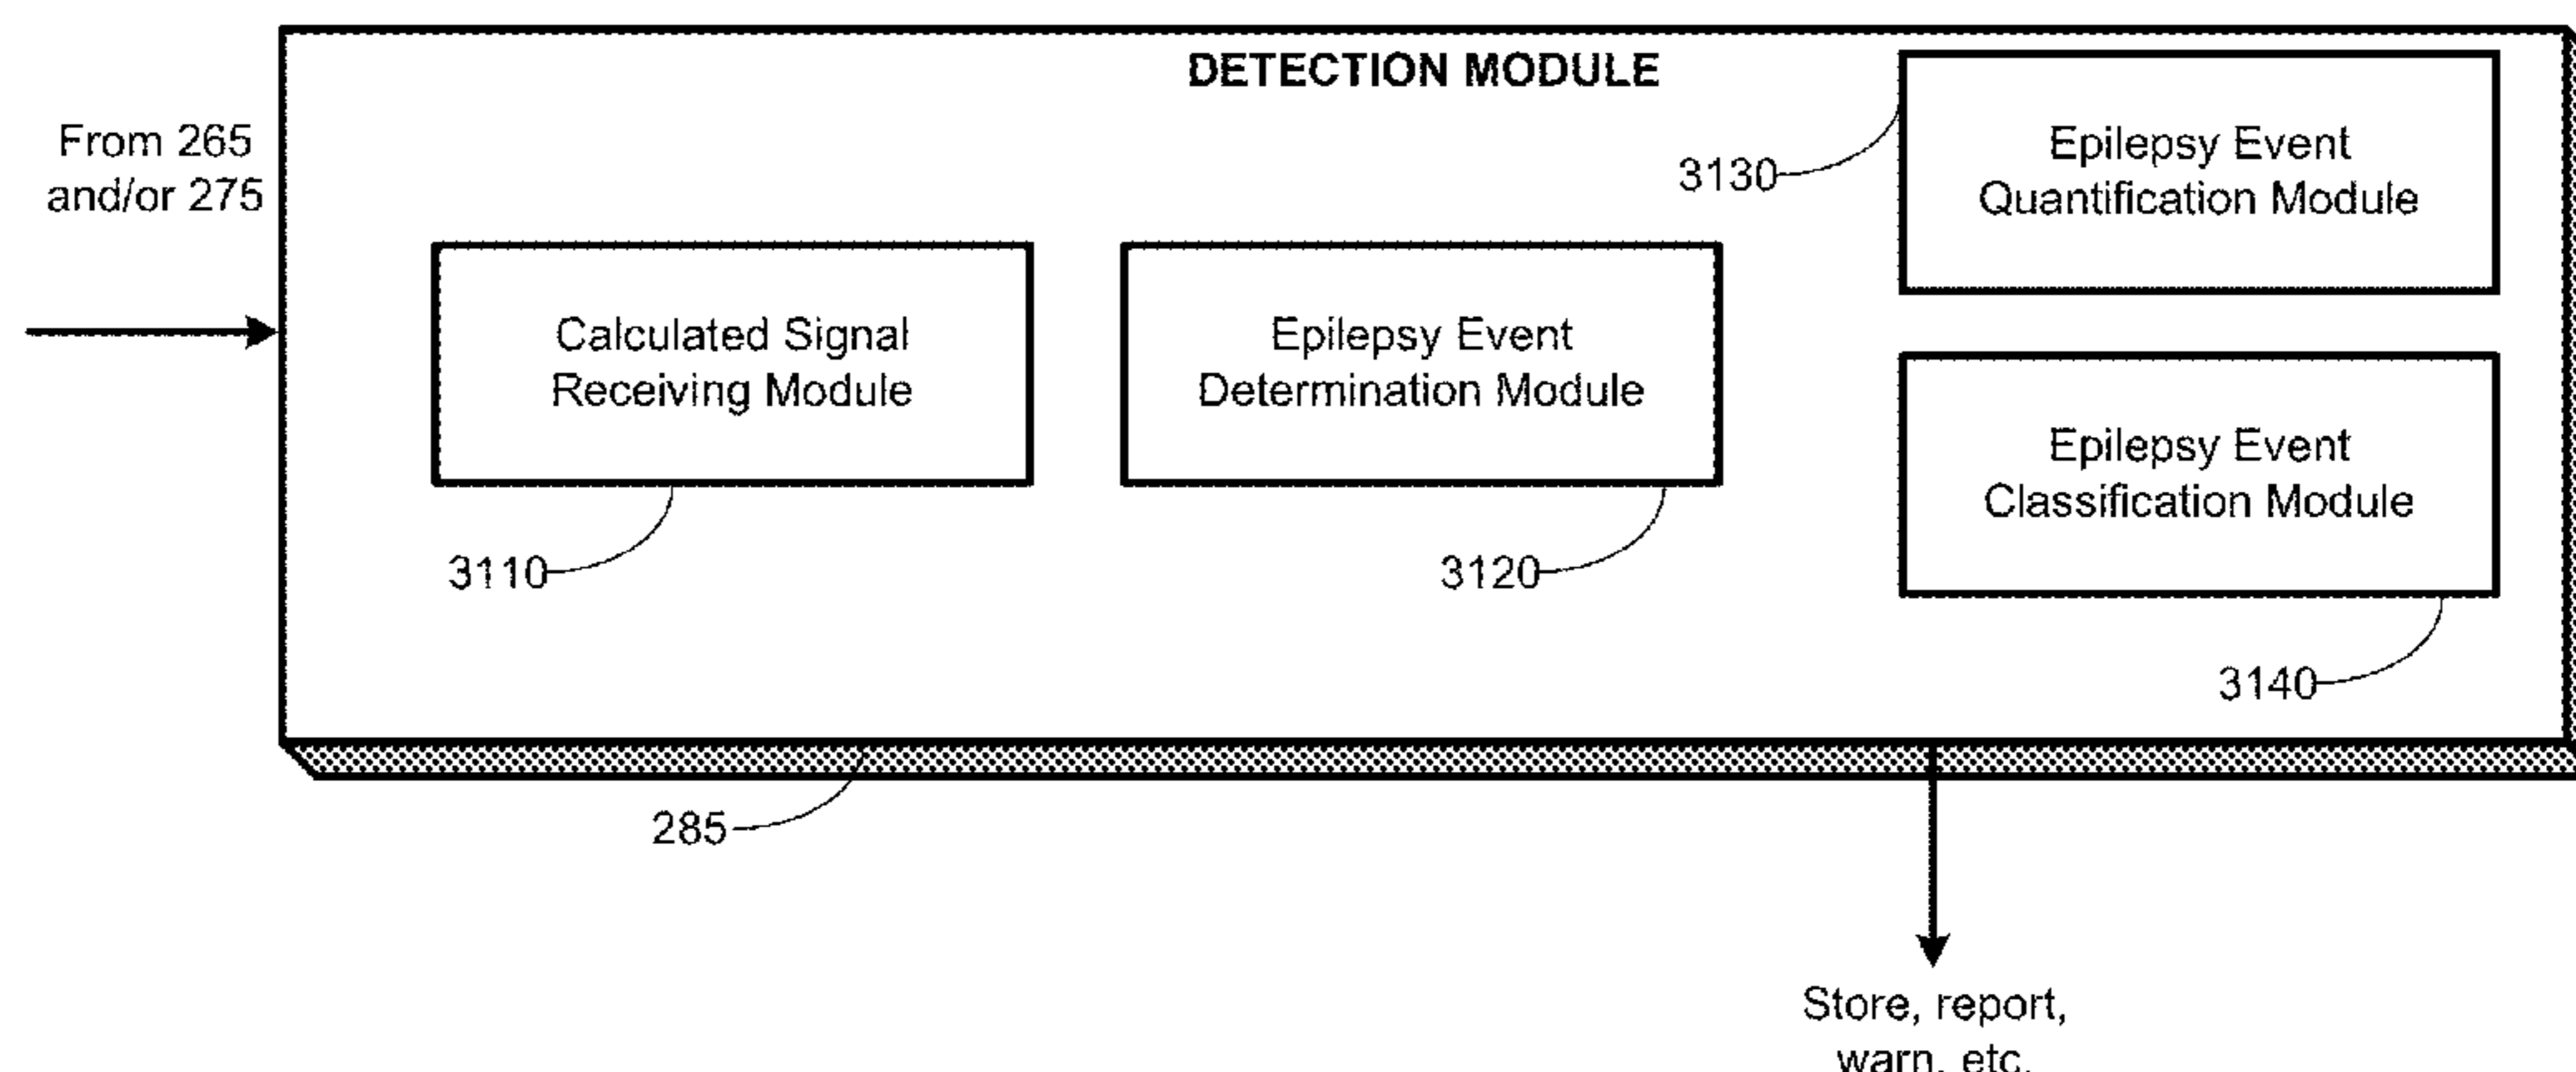 DETECTION MODULE
From 265
and/or 275
3130
Epilepsy Event
Quantification Module
Calculated Signal
Receiving Module
Epilepsy Event
Determination Module
Epilepsy Event
Classification Module
3110
3120
3140
285
Store, report,
warn, etc.